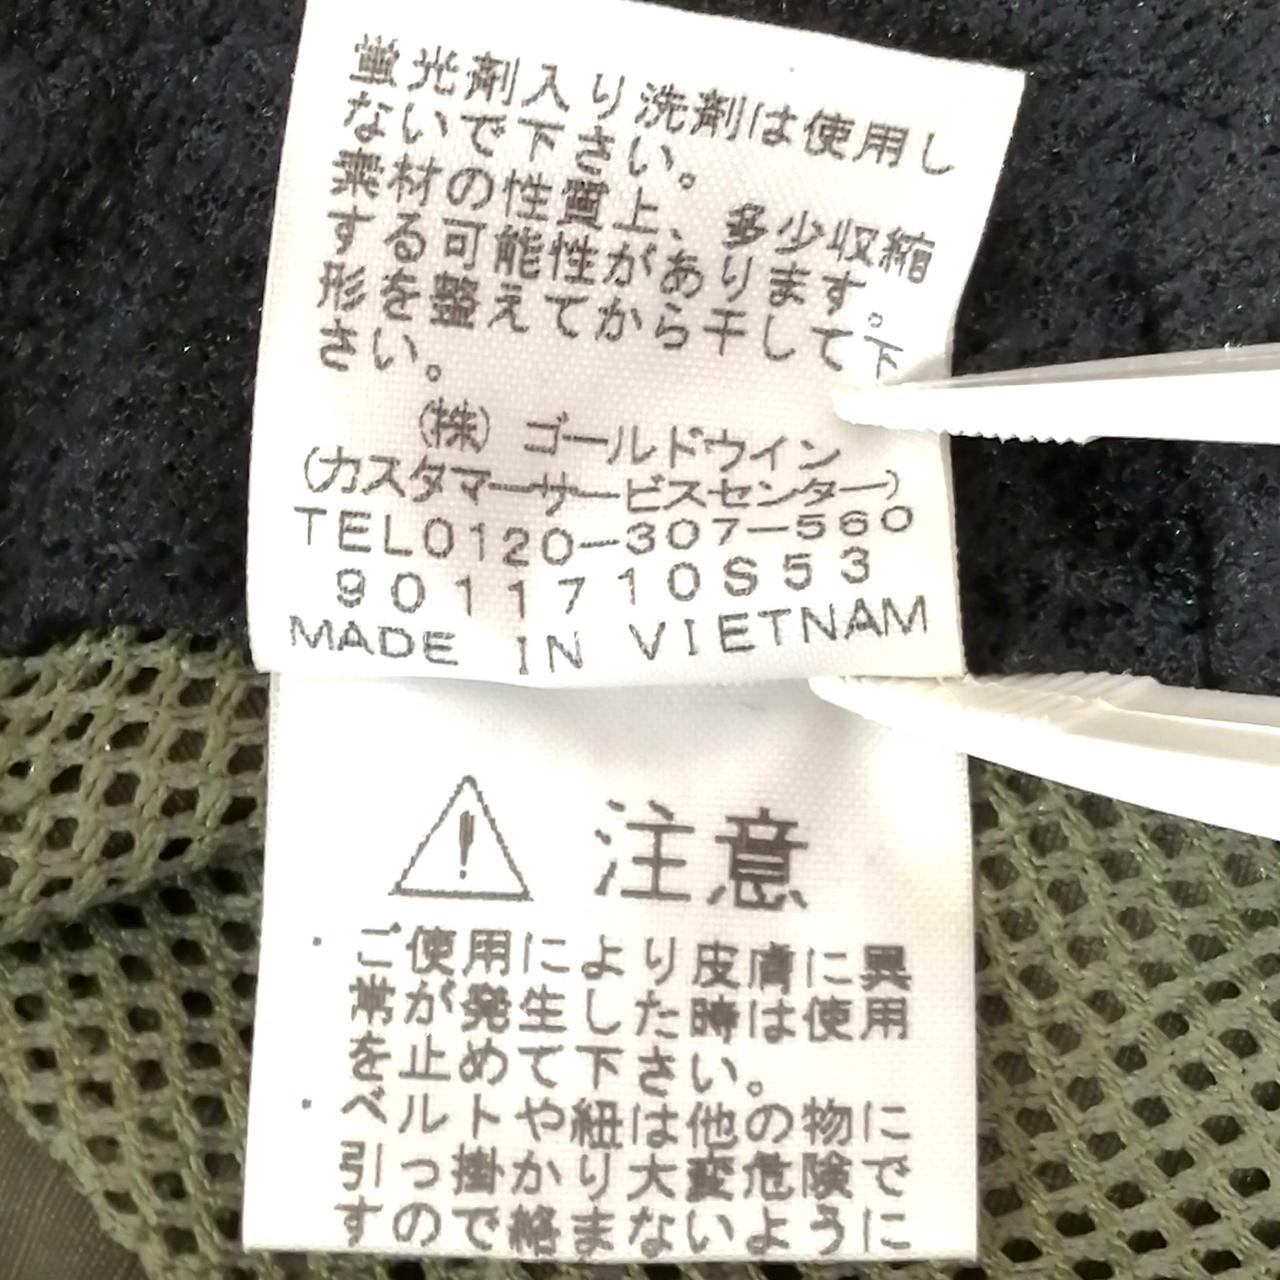 蛍光剤入り洗剤は使用し
ないで下さい。
素材の性質上、多少収縮
する可能性があります。
形を整えてから干して下
さい。
(株) ゴールドウイン
(カスタマーサービスセンター)
TEL0120-307-560
9011710S53
MADE IN VIETNAM
注意
・ご使用により皮膚に異
常が発生した時は使用
を止めて下さい。
・ベルトや紐は他の物に
引っ掛かり大変危険で
すので絡まないように